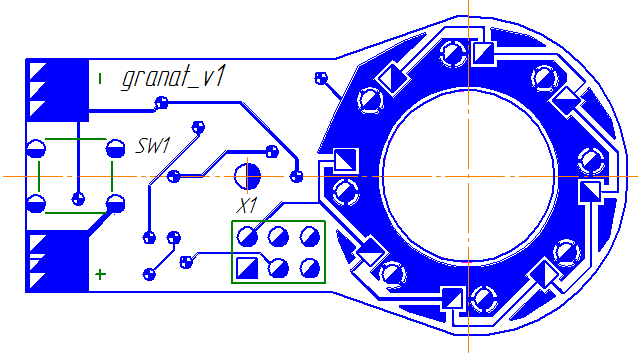 -
granat_v1
SW1
X1
+